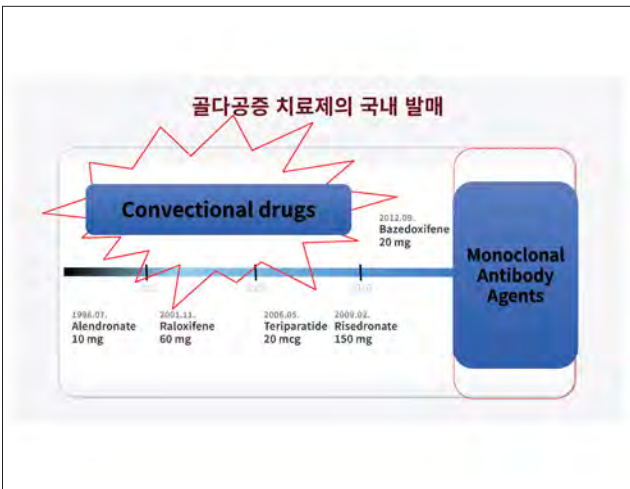 골다공증 치료제의 국내 발매
Convectional drugs
2012.09.
Bazedoxifene
20 mg
Monoclonal
Antibody
Agents
Alendronate
10 mg
2001.11.
Raloxifene
60 mg
2006.05.
Teriparatide
20 mcg
2009.02.
Risedronate
150 mg